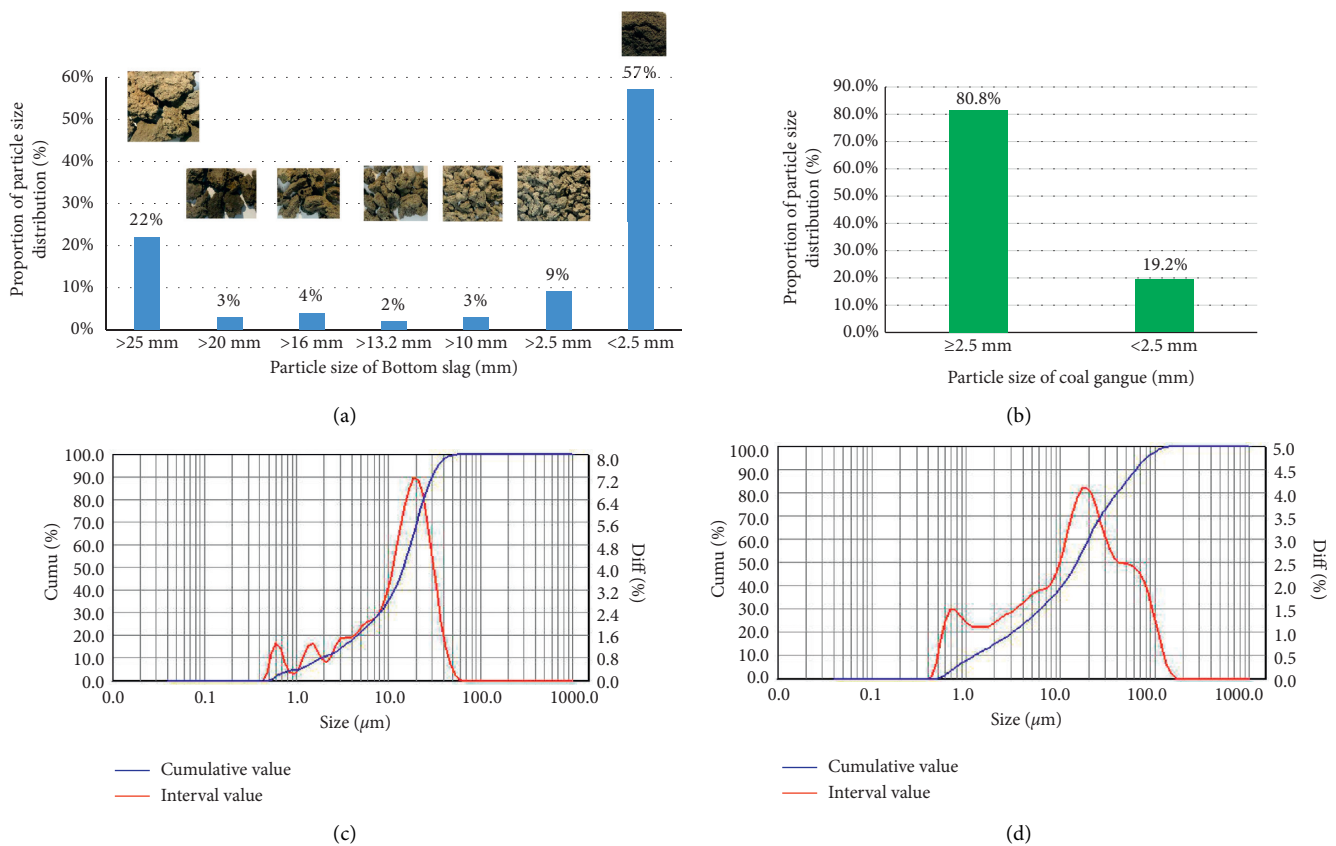 Proportion of particle size
distribution (%)
60%
50%
40%
30%
20%
10%
0%
22%
3%
4%
2%
3%
9%
57%
>25 mm >20 mm >16 mm >13.2 mm >10 mm >2.5 mm <2.5 mm
Particle size of Bottom slag (mm)
(a)
Proportion of particle size
distribution (%)
90.0%
80.0%
70.0%
60.0%
50.0%
40.0%
30.0%
20.0%
10.0%
0.0%
80.8%
19.2%
≥2.5 mm <2.5 mm
Particle size of coal gangue (mm)
(b)
Cumu (%)
100.0
90.0
80.0
70.0
60.0
50.0
40.0
30.0
20.0
10.0
0.0
0.0 0.1 1.0 10.0 100.0 1000.0
Size (μm)
8.0
7.2
6.4
5.6
4.8
4.0
3.2
2.4
1.6
0.8
0.0
Diff (%)
Cumulative value
Interval value
(c)
Cumu (%)
100.0
90.0
80.0
70.0
60.0
50.0
40.0
30.0
20.0
10.0
0.0
0.0 0.1 1.0 10.0 100.0 1000.0
Size (μm)
5.0
4.5
4.0
3.5
3.0
2.5
2.0
1.5
1.0
0.5
0.0
Diff (%)
Cumulative value
Interval value
(d)